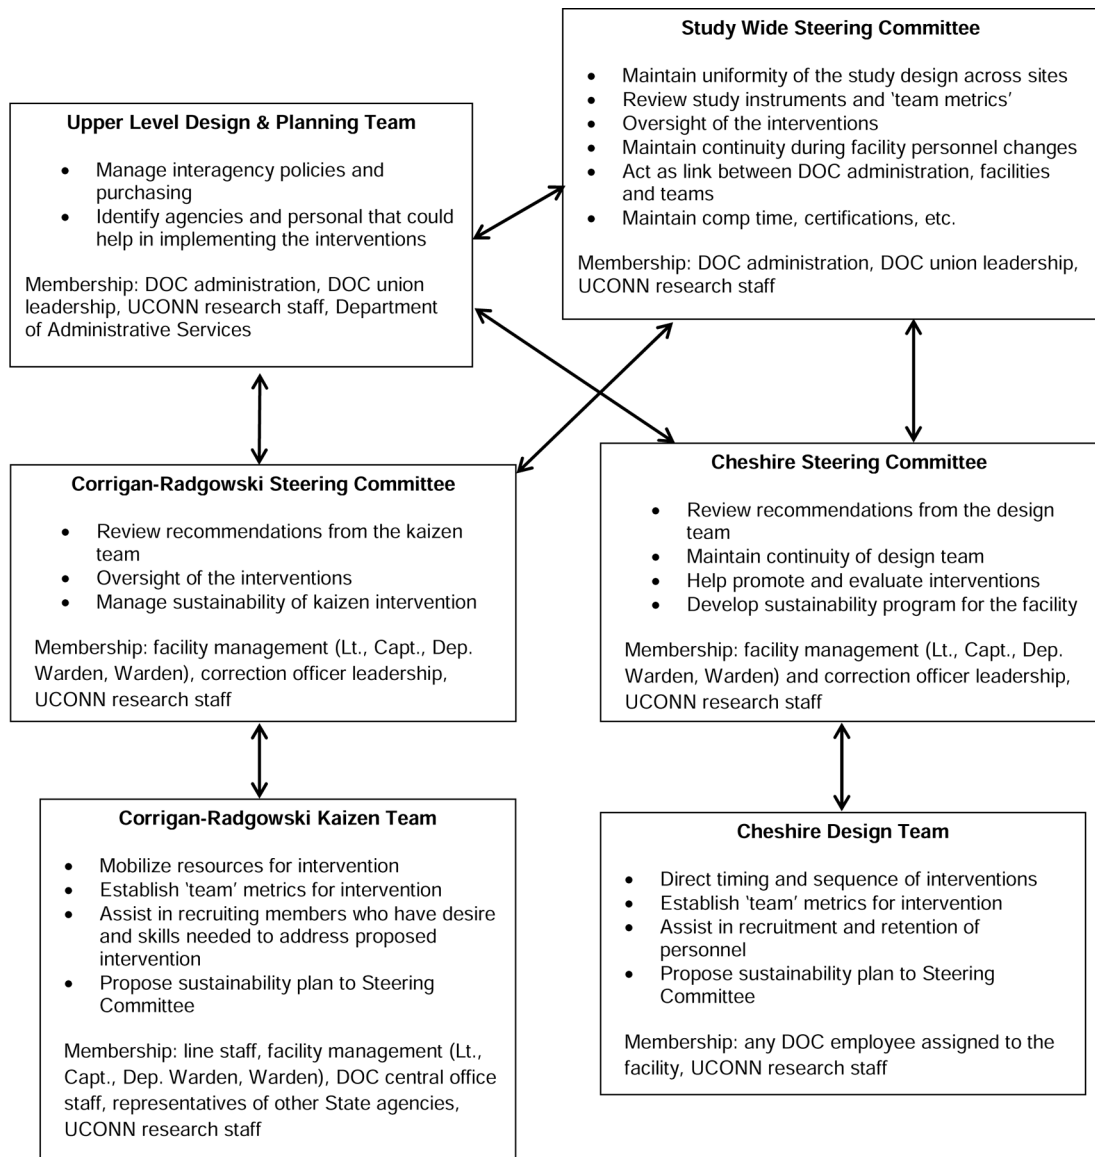 Study Wide Steering Committee
• Maintain uniformity of the study design across sites
• Review study instruments and ‘team metrics’
• Oversight of the interventions
• Maintain continuity during facility personnel changes
• Act as link between DOC administration, facilities
and teams
• Maintain comp time, certifications, etc.
Membership: DOC administration, DOC union leadership,
UCONN research staff
Upper Level Design & Planning Team
• Manage interagency policies and
purchasing
• Identify agencies and personal that could
help in implementing the interventions
Membership: DOC administration, DOC union
leadership, UCONN research staff, Department
of Administrative Services
Corrigan-Radgowski Steering Committee
• Review recommendations from the kaizen
team
• Oversight of the interventions
• Manage sustainability of kaizen intervention
Membership: facility management (Lt., Capt., Dep.
Warden, Warden), correction officer leadership,
UCONN research staff
Cheshire Steering Committee
• Review recommendations from the design
team
• Maintain continuity of design team
• Help promote and evaluate interventions
• Develop sustainability program for the facility
Membership: facility management (Lt., Capt., Dep.
Warden, Warden) and correction officer leadership,
UCONN research staff
Corrigan-Radgowski Kaizen Team
• Mobilize resources for intervention
• Establish ‘team’ metrics for intervention
• Assist in recruiting members who have desire
and skills needed to address proposed
intervention
• Propose sustainability plan to Steering
Committee
Membership: line staff, facility management (Lt.,
Capt., Dep. Warden, Warden), DOC central office
staff, representatives of other State agencies,
UCONN research staff
Cheshire Design Team
• Direct timing and sequence of interventions
• Establish ‘team’ metrics for intervention
• Assist in recruitment and retention of
personnel
• Propose sustainability plan to Steering
Committee
Membership: any DOC employee assigned to the
facility, UCONN research staff